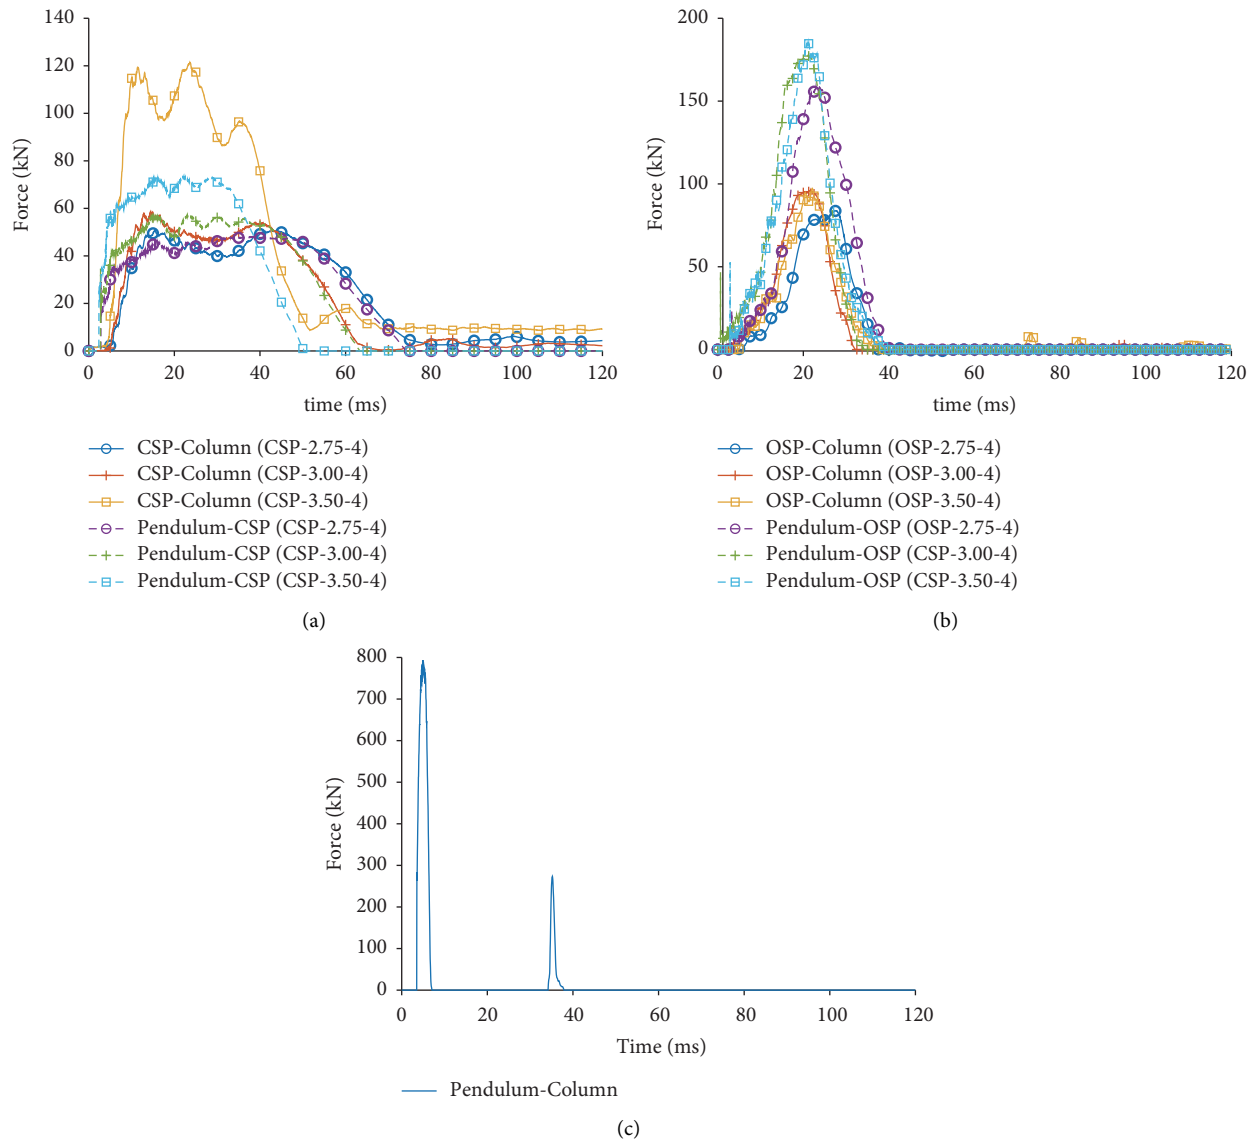 140
120
100
80
60
40
20
0
Force (kN)
0 20 40 60 80 100 120
time (ms)
CSP-Column (CSP-2.75-4)
CSP-Column (CSP-3.00-4)
CSP-Column (CSP-3.50-4)
Pendulum-CSP (CSP-2.75-4)
Pendulum-CSP (CSP-3.00-4)
Pendulum-CSP (CSP-3.50-4)
(a)
200
150
100
50
0
Force (kN)
0 20 40 60 80 100 120
time (ms)
OSP-Column (OSP-2.75-4)
OSP-Column (OSP-3.00-4)
OSP-Column (OSP-3.50-4)
Pendulum-OSP (OSP-2.75-4)
Pendulum-OSP (CSP-3.00-4)
Pendulum-OSP (CSP-3.50-4)
(b)
800
700
600
500
400
300
200
100
0
Force (kN)
0 20 40 60 80 100 120
Time (ms)
Pendulum-Column
(c)